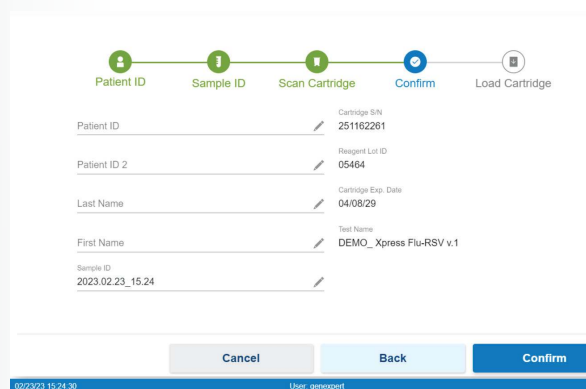 Patient ID
Sample ID
Scan Cartridge
Confirm
Load Cartridge
Patient ID
Patient ID 2
Last Name
First Name
Sample ID
2023.02.23_15.24
Cartridge S/N
251162261
Reagent Lot ID
05464
Cartridge Exp. Date
04/08/29
Test Name
DEMO_ Xpress Flu-RSV v.1
Cancel
Back
Confirm
02/23/23 15:24:30
User: genexpert